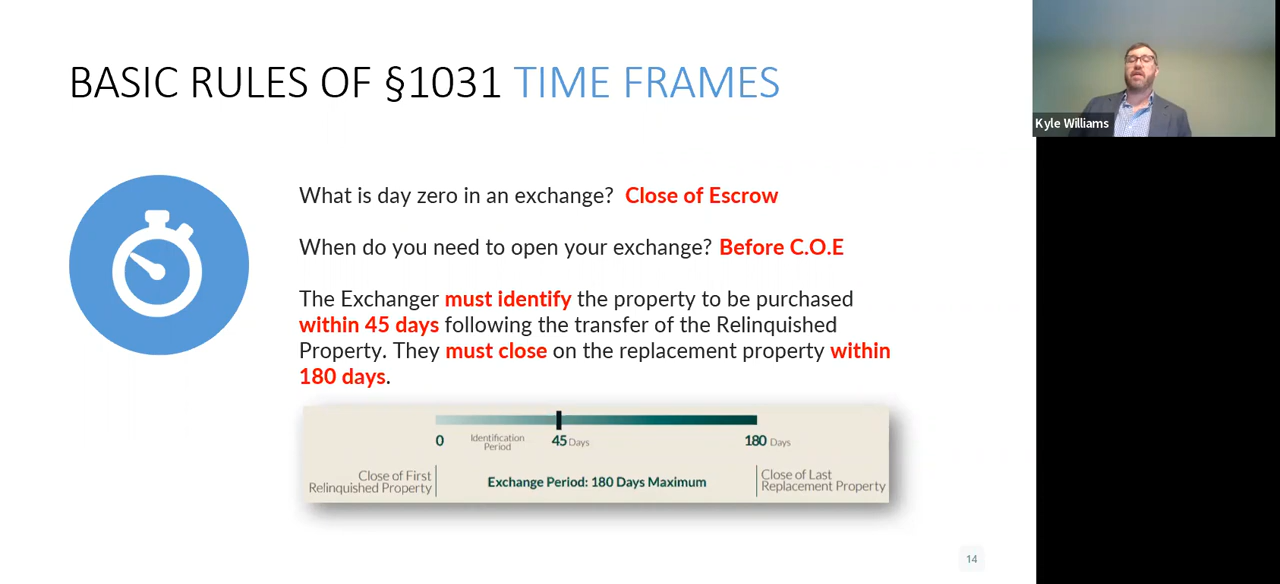 BASIC RULES OF §1031 TIME FRAMES
Kyle Williams
What is day zero in an exchange? Close of Escrow
When do you need to open your exchange? Before C.O.E
The Exchanger must identify the property to be purchased
within 45 days following the transfer of the Relinquished
Property. They must close on the replacement property within
180 days.
0
Identification
Period
45 Days
180 Days
Close of First
Relinquished Property
Exchange Period: 180 Days Maximum
Close of Last
Replacement Property
14